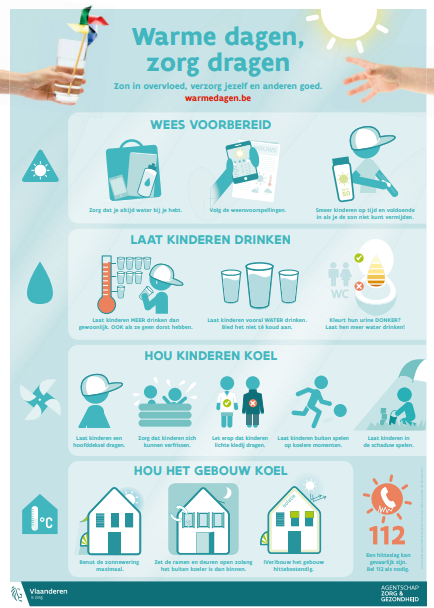 Warme dagen,
zorg dragen
Zon in overvloed, verzorg jezelf en anderen goed.
warmedagen.be
WEES VOORBEREID
Zorg dat je altijd water bij je hebt.
Volg de weersvoorspellingen.
Smeer kinderen op tijd en voldoende
in als je de zon niet kunt vermijden.
LAAT KINDEREN DRINKEN
WC
Laat kinderen MEER drinken dan
gewoonlijk. OOK als ze geen dorst hebben.
Laat kinderen vooral WATER drinken.
Bied het niet té koud aan.
Kleurt hun urine DONKER?
Laat hen meer water drinken!
HOU KINDEREN KOEL
Laat kinderen een
hoofddeksel dragen.
Zorg dat kinderen zich
kunnen verfrissen.
Let erop dat kinderen
lichte kledij dragen.
Laat kinderen buiten spelen
op koelere momenten.
Laat kinderen in
de schaduw spelen.
HOU HET GEBOUW KOEL
°C
Benut de zonnewering
maximaal.
Zet de ramen en deuren open zolang
het buiten koeler is dan binnen.
(Ver)bouw het gebouw
hittebestendig.
112
Een hitteslag kan
gevaarlijk zijn.
Bel 112 als nodig.
Vlaanderen
is zorg
AGENTSCHAP
ZORG &
GEZONDHEID